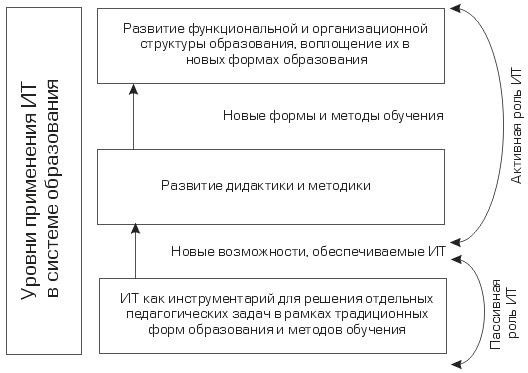 Уровни применения ИТ
в системе образования
Развитие функциональной и организационной
структуры образования, воплощение их в
новых формах образования
Новые формы и методы обучения
Развитие дидактики и методики
Новые возможности, обеспечиваемые ИТ
ИТ как инструментарий для решения отдельных
педагогических задач в рамках традиционных
форм образования и методов обучения
Активная роль ИТ
Пассивная
роль ИТ